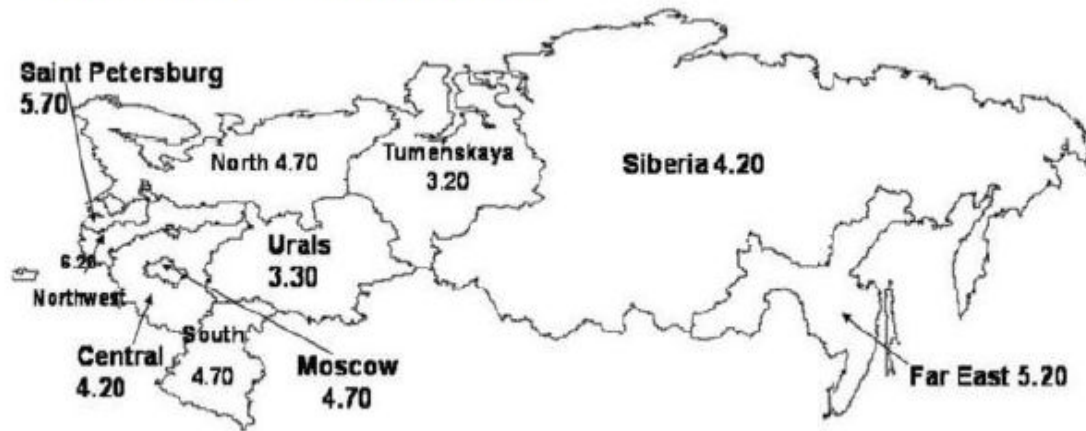 Saint Petersburg
5.70
North 4.70
Tumenskaya
3.20
Siberia 4.20
Urals
3.30
6.20
Northwest
Central
4.20
South
4.70
Moscow
4.70
Far East 5.20